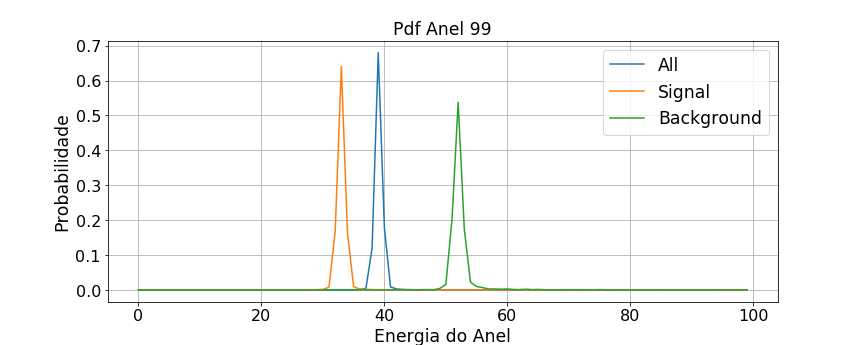 Pdf Anel 99
Probabilidade
0.7
0.6
0.5
0.4
0.3
0.2
0.1
0.0
All
Signal
Background
0 20 40 60 80 100
Energia do Anel